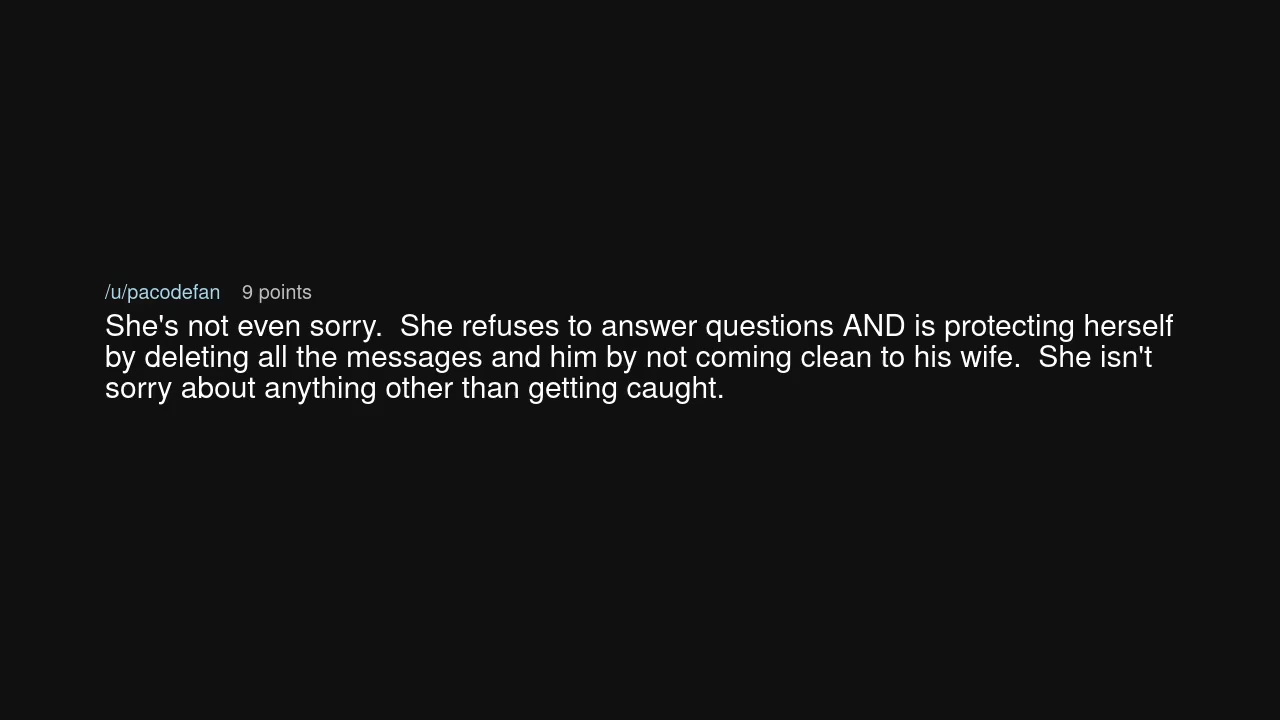 /u/pacodefan 9 points
She's not even sorry.  She refuses to answer questions AND is protecting herself
by deleting all the messages and him by not coming clean to his wife.  She isn't
sorry about anything other than getting caught.